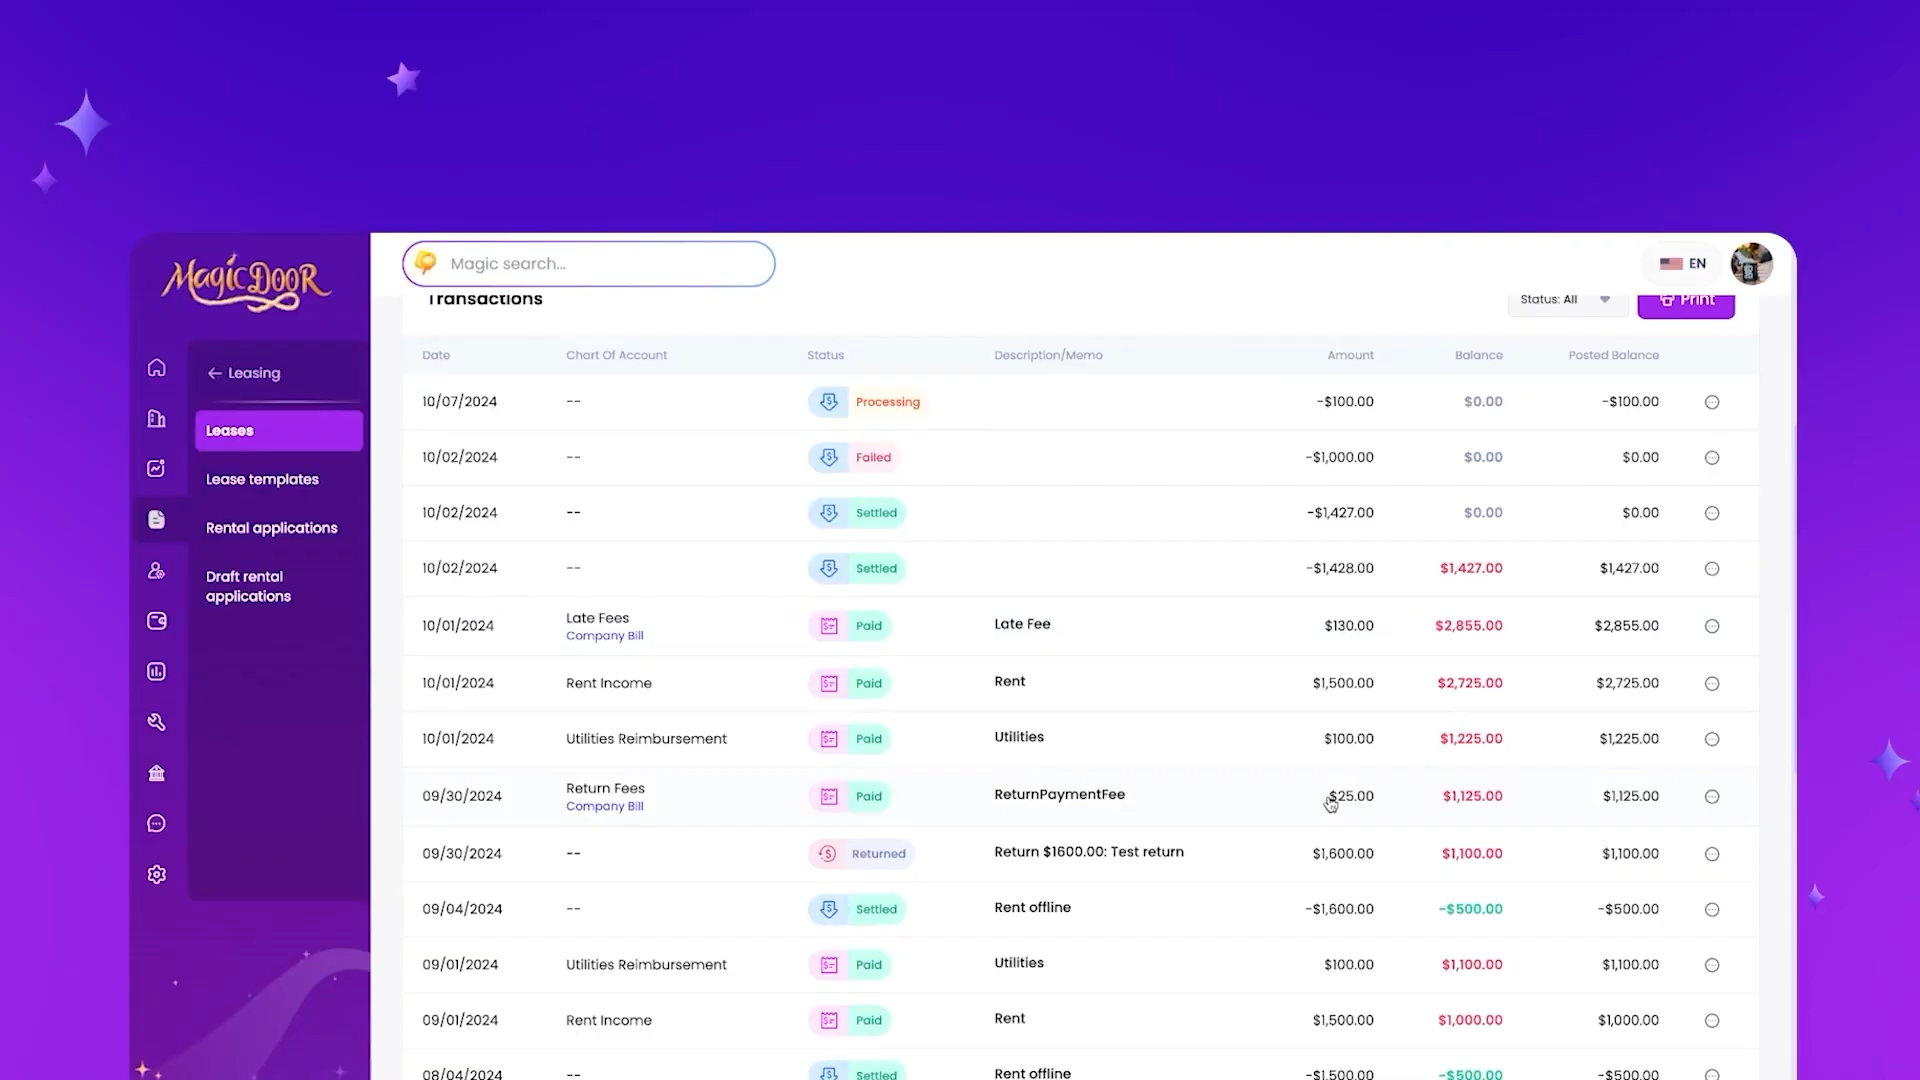 MagicDoor
Magic search...
EN
Transactions
Status: All
Print
Leasing
Leases
Lease templates
Rental applications
Draft rental
applications
Date Chart Of Account Status Description/Memo Amount Balance Posted Balance
10/07/2024 -- Processing -$100.00 $0.00 -$100.00
10/02/2024 -- Failed -$1,000.00 $0.00 $0.00
10/02/2024 -- Settled -$1,427.00 $0.00 $0.00
10/02/2024 -- Settled -$1,428.00 $1,427.00 $1,427.00
10/01/2024 Late Fees Paid Late Fee $130.00 $2,855.00 $2,855.00
Company Bill
10/01/2024 Rent Income Paid Rent $1,500.00 $2,725.00 $2,725.00
10/01/2024 Utilities Reimbursement Paid Utilities $100.00 $1,225.00 $1,225.00
09/30/2024 Return Fees Paid ReturnPaymentFee $25.00 $1,125.00 $1,125.00
Company Bill
09/30/2024 -- Returned Return $1600.00: Test return $1,600.00 $1,100.00 $1,100.00
09/04/2024 -- Settled Rent offline -$1,600.00 -$500.00 -$500.00
09/01/2024 Utilities Reimbursement Paid Utilities $100.00 $1,100.00 $1,100.00
09/01/2024 Rent Income Paid Rent $1,500.00 $1,000.00 $1,000.00
08/04/2024 -- Settled Rent offline -$1,500.00 -$500.00 -$500.00